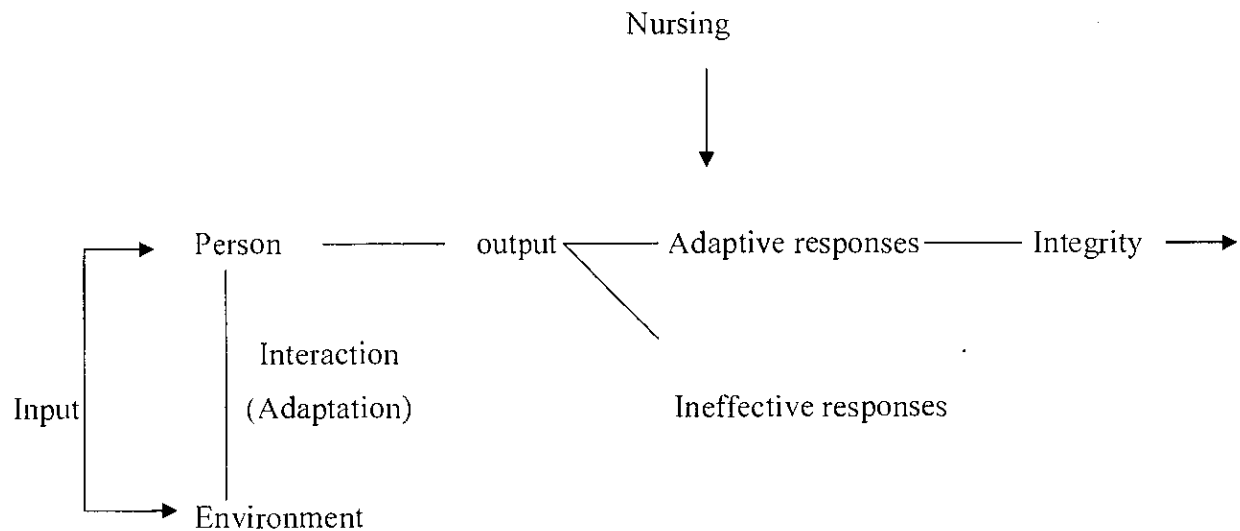 Nursing
Person output Adaptive responses Integrity
Interaction
Input (Adaptation) Ineffective responses
Environment